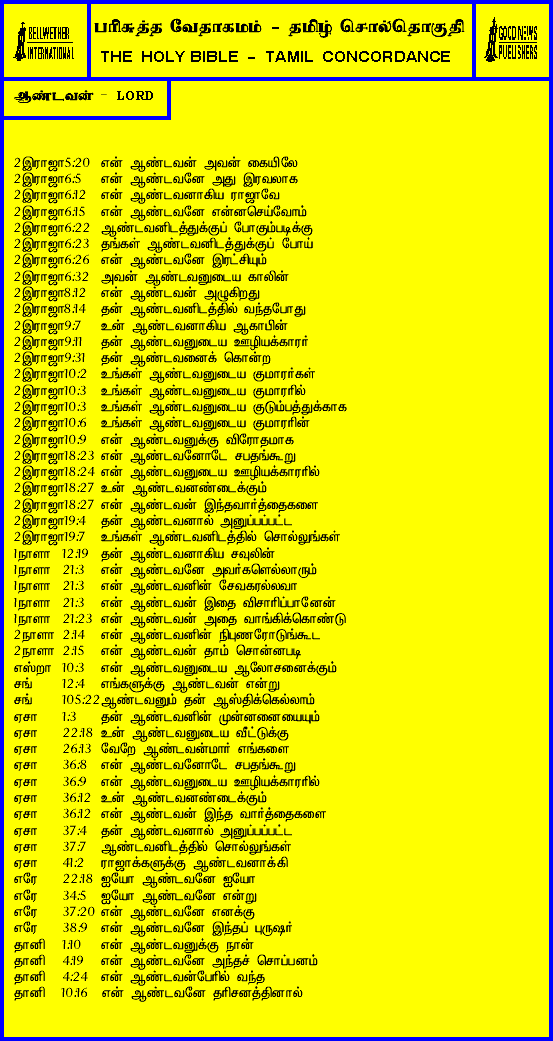 BELLWETHER
INTERNATIONAL
பரிசுத்த வேதாகமம் - தமிழ் சொல்தொகுதி
THE HOLY BIBLE - TAMIL CONCORDANCE
GOOD NEWS
PUBLISHERS
ஆண்டவன் - LORD
2இராஜா5:20 என் ஆண்டவன் அவன் கையிலே
2இராஜா6:5 என் ஆண்டவனே அது இரவலாக
2இராஜா6:12 என் ஆண்டவனாகிய ராஜாவே
2இராஜா6:15 என் ஆண்டவனே என்னசெய்வோம்
2இராஜா6:22 ஆண்டவனிடத்துக்குப் போகும்படிக்கு
2இராஜா6:23 தங்கள் ஆண்டவனிடத்துக்குப் போய்
2இராஜா6:26 என் ஆண்டவனே இரட்சியும்
2இராஜா6:32 அவன் ஆண்டவனுடைய காலின்
2இராஜா8:12 என் ஆண்டவன் அழுகிறது
2இராஜா8:14 தன் ஆண்டவனிடத்தில் வந்தபோது
2இராஜா9:7 உன் ஆண்டவனாகிய ஆகாபின்
2இராஜா9:11 தன் ஆண்டவனுடைய ஊழியக்காரர்
2இராஜா9:31 தன் ஆண்டவனைக் கொன்ற
2இராஜா10:2 உங்கள் ஆண்டவனுடைய குமாரர்கள்
2இராஜா10:3 உங்கள் ஆண்டவனுடைய குமாரரில்
2இராஜா10:3 உங்கள் ஆண்டவனுடைய குடும்பத்துக்காக
2இராஜா10:6 உங்கள் ஆண்டவனுடைய குமாரரின்
2இராஜா10:9 என் ஆண்டவனுக்கு விரோதமாக
2இராஜா18:23 என் ஆண்டவனோடே சபதங்கூறு
2இராஜா18:24 என் ஆண்டவனுடைய ஊழியக்காரரில்
2இராஜா18:27 உன் ஆண்டவனண்டைக்கும்
2இராஜா18:27 என் ஆண்டவன் இந்தவார்த்தைகளை
2இராஜா19:4 தன் ஆண்டவனால் அனுப்பப்பட்ட
2இராஜா19:7 உங்கள் ஆண்டவனிடத்தில் சொல்லுங்கள்
1நாளா 12:19 தன் ஆண்டவனாகிய சவுலின்
1நாளா 21:3 என் ஆண்டவனே அவர்களெல்லாரும்
1நாளா 21:3 என் ஆண்டவனின் சேவகரல்லவா
1நாளா 21:3 என் ஆண்டவன் இதை விசாரிப்பானேன்
1நாளா 21:23 என் ஆண்டவன் அதை வாங்கிக்கொண்டு
2நாளா 2:14 என் ஆண்டவனின் நிபுணரோடுங்கூட
2நாளா 2:15 என் ஆண்டவன் தாம் சொன்னபடி
எஸ்றா 10:3 என் ஆண்டவனுடைய ஆலோசனைக்கும்
சங் 12:4 எங்களுக்கு ஆண்டவன் என்று
சங் 105:22 ஆண்டவனும் தன் ஆஸ்திக்கெல்லாம்
ஏசா 1:3 தன் ஆண்டவனின் முன்னணையையும்
ஏசா 22:18 உன் ஆண்டவனுடைய வீட்டுக்கு
ஏசா 26:13 வேறே ஆண்டவன்மார் எங்களை
ஏசா 36:8 என் ஆண்டவனோடே சபதங்கூறு
ஏசா 36:9 என் ஆண்டவனுடைய ஊழியக்காரரில்
ஏசா 36:12 உன் ஆண்டவனண்டைக்கும்
ஏசா 36:12 என் ஆண்டவன் இந்த வார்த்தைகளை
ஏசா 37:4 தன் ஆண்டவனால் அனுப்பப்பட்ட
ஏசா 37:7 ஆண்டவனிடத்தில் சொல்லுங்கள்
ஏசா 41:2 ராஜாக்களுக்கு ஆண்டவனாக்கி
எரே 22:18 ஐயோ ஆண்டவனே ஐயோ
எரே 34:5 ஐயோ ஆண்டவனே என்று
எரே 37:20 என் ஆண்டவனே எனக்கு
எரே 38:9 என் ஆண்டவனே இந்தப் புருஷர்
தானி 1:10 என் ஆண்டவனுக்கு நான்
தானி 4:19 என் ஆண்டவனே அந்தச் சொப்பனம்
தானி 4:24 என் ஆண்டவன்பேரில் வந்த
தானி 10:16 என் ஆண்டவனே தரிசனத்தினால்